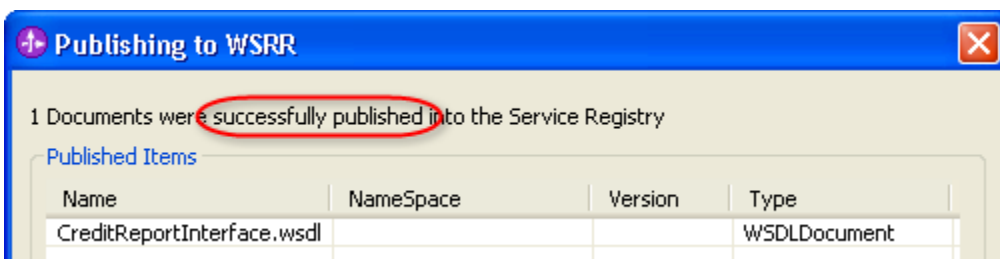 Publishing to WSRR
1 Documents were successfully published into the Service Registry
Published Items
Name NameSpace Version Type
CreditReportInterface.wsdl WSDLDocument